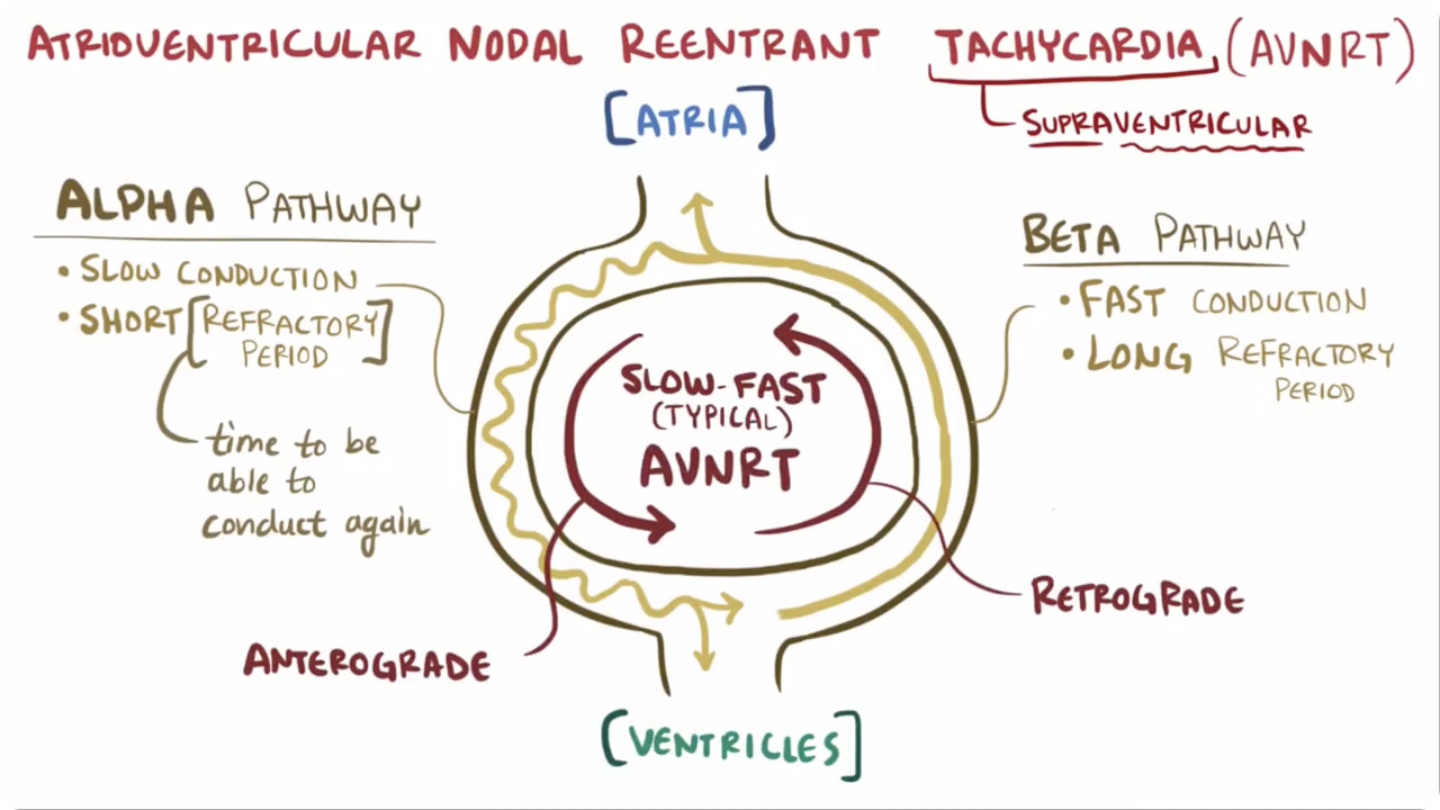 ATRIOVENTRICULAR NODAL REENTRANT TACHYCARDIA (AVNRT)
SUPRAVENTRICULAR
[ATRIA]
ALPHA PATHWAY
• SLOW CONDUCTION
• SHORT [REFRACTORY
PERIOD]
time to be
able to
conduct again
BETA PATHWAY
• FAST CONDUCTION
• LONG REFRACTORY
PERIOD
SLOW-FAST
(TYPICAL)
AVNRT
ANTEROGRADE
RETROGRADE
[VENTRICLES]